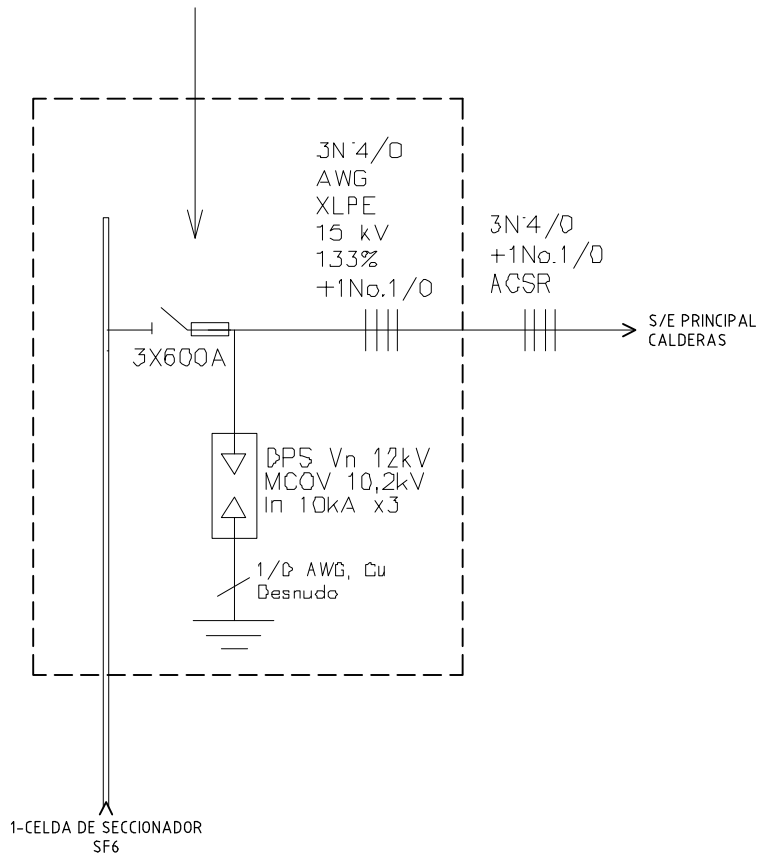 3N°4/0
AWG
XLPE
15 kV
133%
+1No.1/0
3N°4/0
+1No.1/0
ACSR
S/E PRINCIPAL
CALDERAS
3X600A
DPS Vn 12kV
MCOV 10,2kV
In 10kA x3
1/0 AWG, Cu
Desnudo
1-CELDA DE SECCIONADOR
SF6